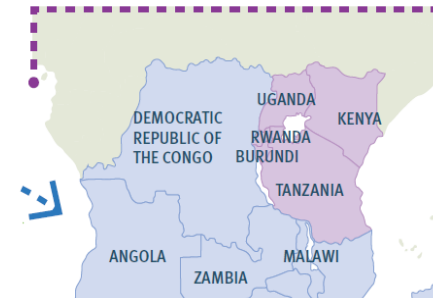 UGANDA
DEMOCRATIC
REPUBLIC OF
THE CONGO
KENYA
RWANDA
BURUNDI
TANZANIA
ANGOLA
MALAWI
ZAMBIA